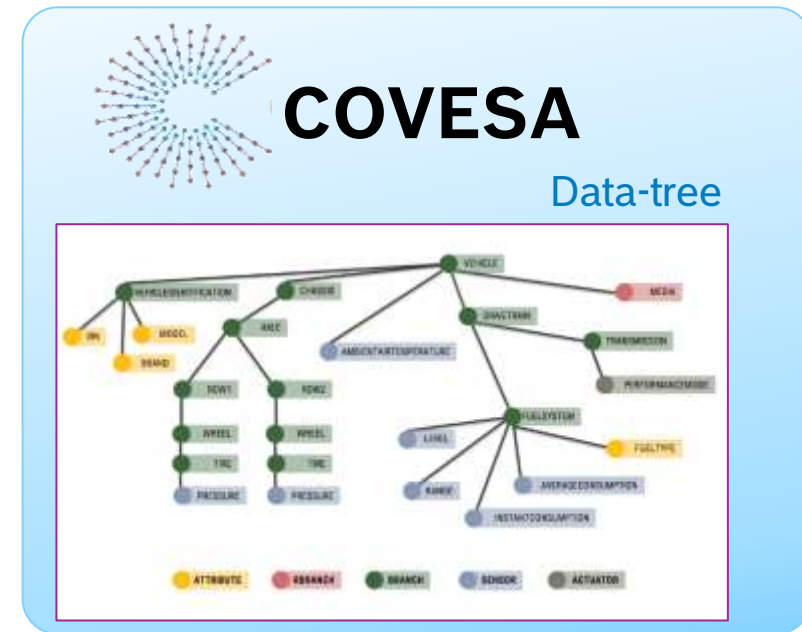 COVESA
Data-tree
VEHICLE
VEHICLEIDENTIFICATION
CHASSIS
MEDIA
DRIVETRAIN
AXLE
VIN
MODEL
BRAND
AMBIENTAIRTEMPERATURE
TRANSMISSION
PERFORMANCEMODE
ROW1
ROW2
FUELSYSTEM
WHEEL
WHEEL
LEVEL
FUELTYPE
TIRE
TIRE
PRESSURE
PRESSURE
RANGE
AVERAGECONSUMPTION
INSTANTCONSUMPTION
ATTRIBUTE
RBRANCH
BRANCH
SENSOR
ACTUATOR